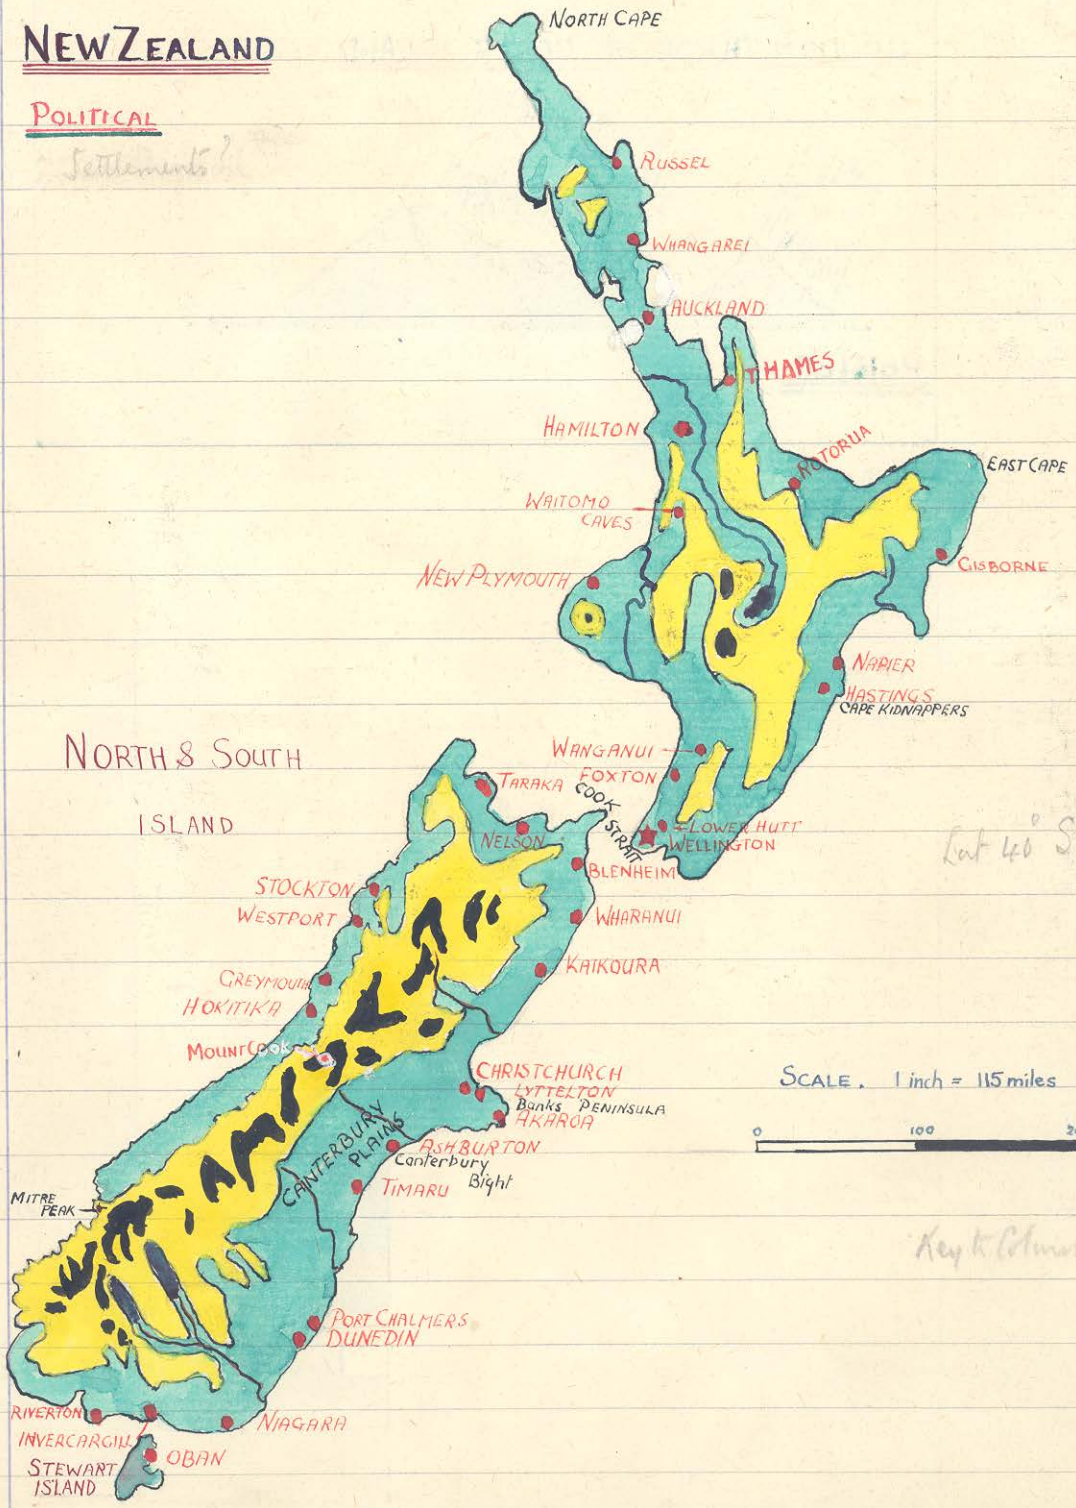 NEW ZEALAND
POLITICAL
Settlements?
NORTH CAPE
RUSSEL
WHANGAREI
AUCKLAND
THAMES
HAMILTON
ROTORUA
EAST CAPE
WAITOMO
CAVES
GISBORNE
NEW PLYMOUTH
NAPIER
HASTINGS
CAPE KIDNAPPERS
NORTH & SOUTH
ISLAND
WANGANUI
FOXTON
TARAKA
COOK
STRAIT
LOWER HUTT
WELLINGTON
NELSON
BLENHEIM
Lat 40° S
STOCKTON
WESTPORT
WHARANUI
KAIKOURA
GREYMOUTH
HOKITIKA
MOUNT COOK
CHRISTCHURCH
LYTTELTON
Banks PENINSULA
AKAROA
SCALE. 1 inch = 115 miles
0 100
CANTERBURY
PLAINS
ASHBURTON
Canterbury
Bight
TIMARU
MITRE
PEAK
Key to
PORT CHALMERS
DUNEDIN
RIVERTON
INVERCARGILL
NIAGARA
OBAN
STEWART
ISLAND